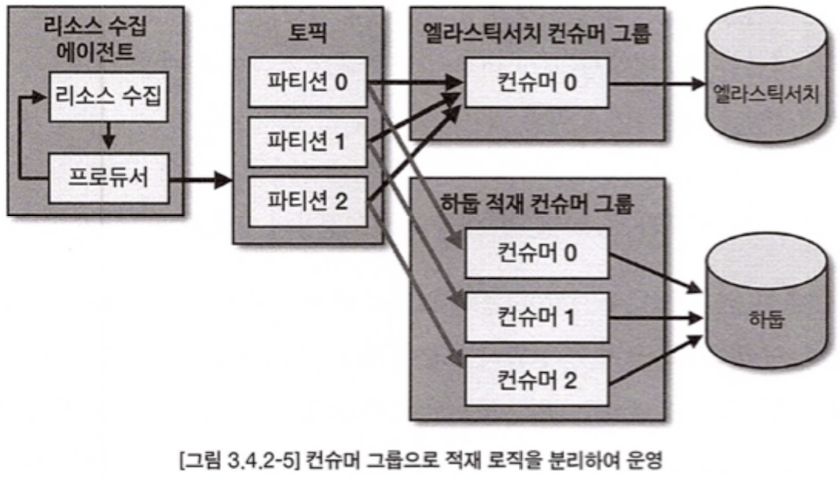 리소스 수집
에이전트
리소스 수집
프로듀서
토픽
파티션 0
파티션 1
파티션 2
엘라스틱서치 컨슈머 그룹
컨슈머 0
엘라스틱서치
하둡 적재 컨슈머 그룹
컨슈머 0
컨슈머 1
컨슈머 2
하둡
[그림 3.4.2-5] 컨슈머 그룹으로 적재 로직을 분리하여 운영